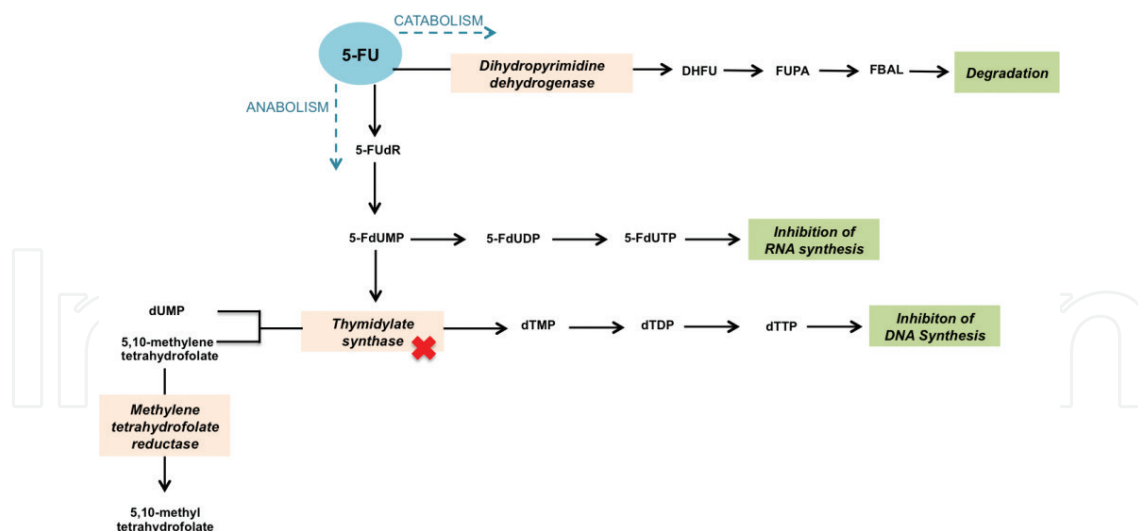 CATABOLISM
5-FU
Dihydropyrimidine
dehydrogenase
DHFU
FUPA
FBAL
Degradation
ANABOLISM
5-FUdR
5-FdUMP
5-FdUDP
5-FdUTP
Inhibition of
RNA synthesis
dUMP
5,10-methylene
tetrahydrofolate
Thymidylate
synthase
dTMP
dTDP
dTTP
Inhibiton of
DNA Synthesis
Methylene
tetrahydrofolate
reductase
5,10-methyl
tetrahydrofolate